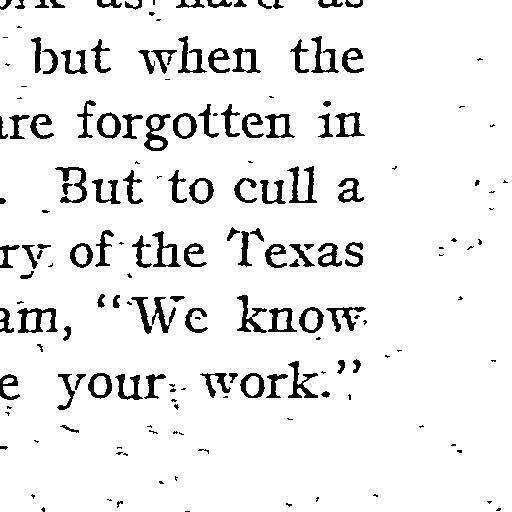 as hard as
but when the
are forgotten in
. But to cull a
ry of the Texas
am, “We know
e your work.”